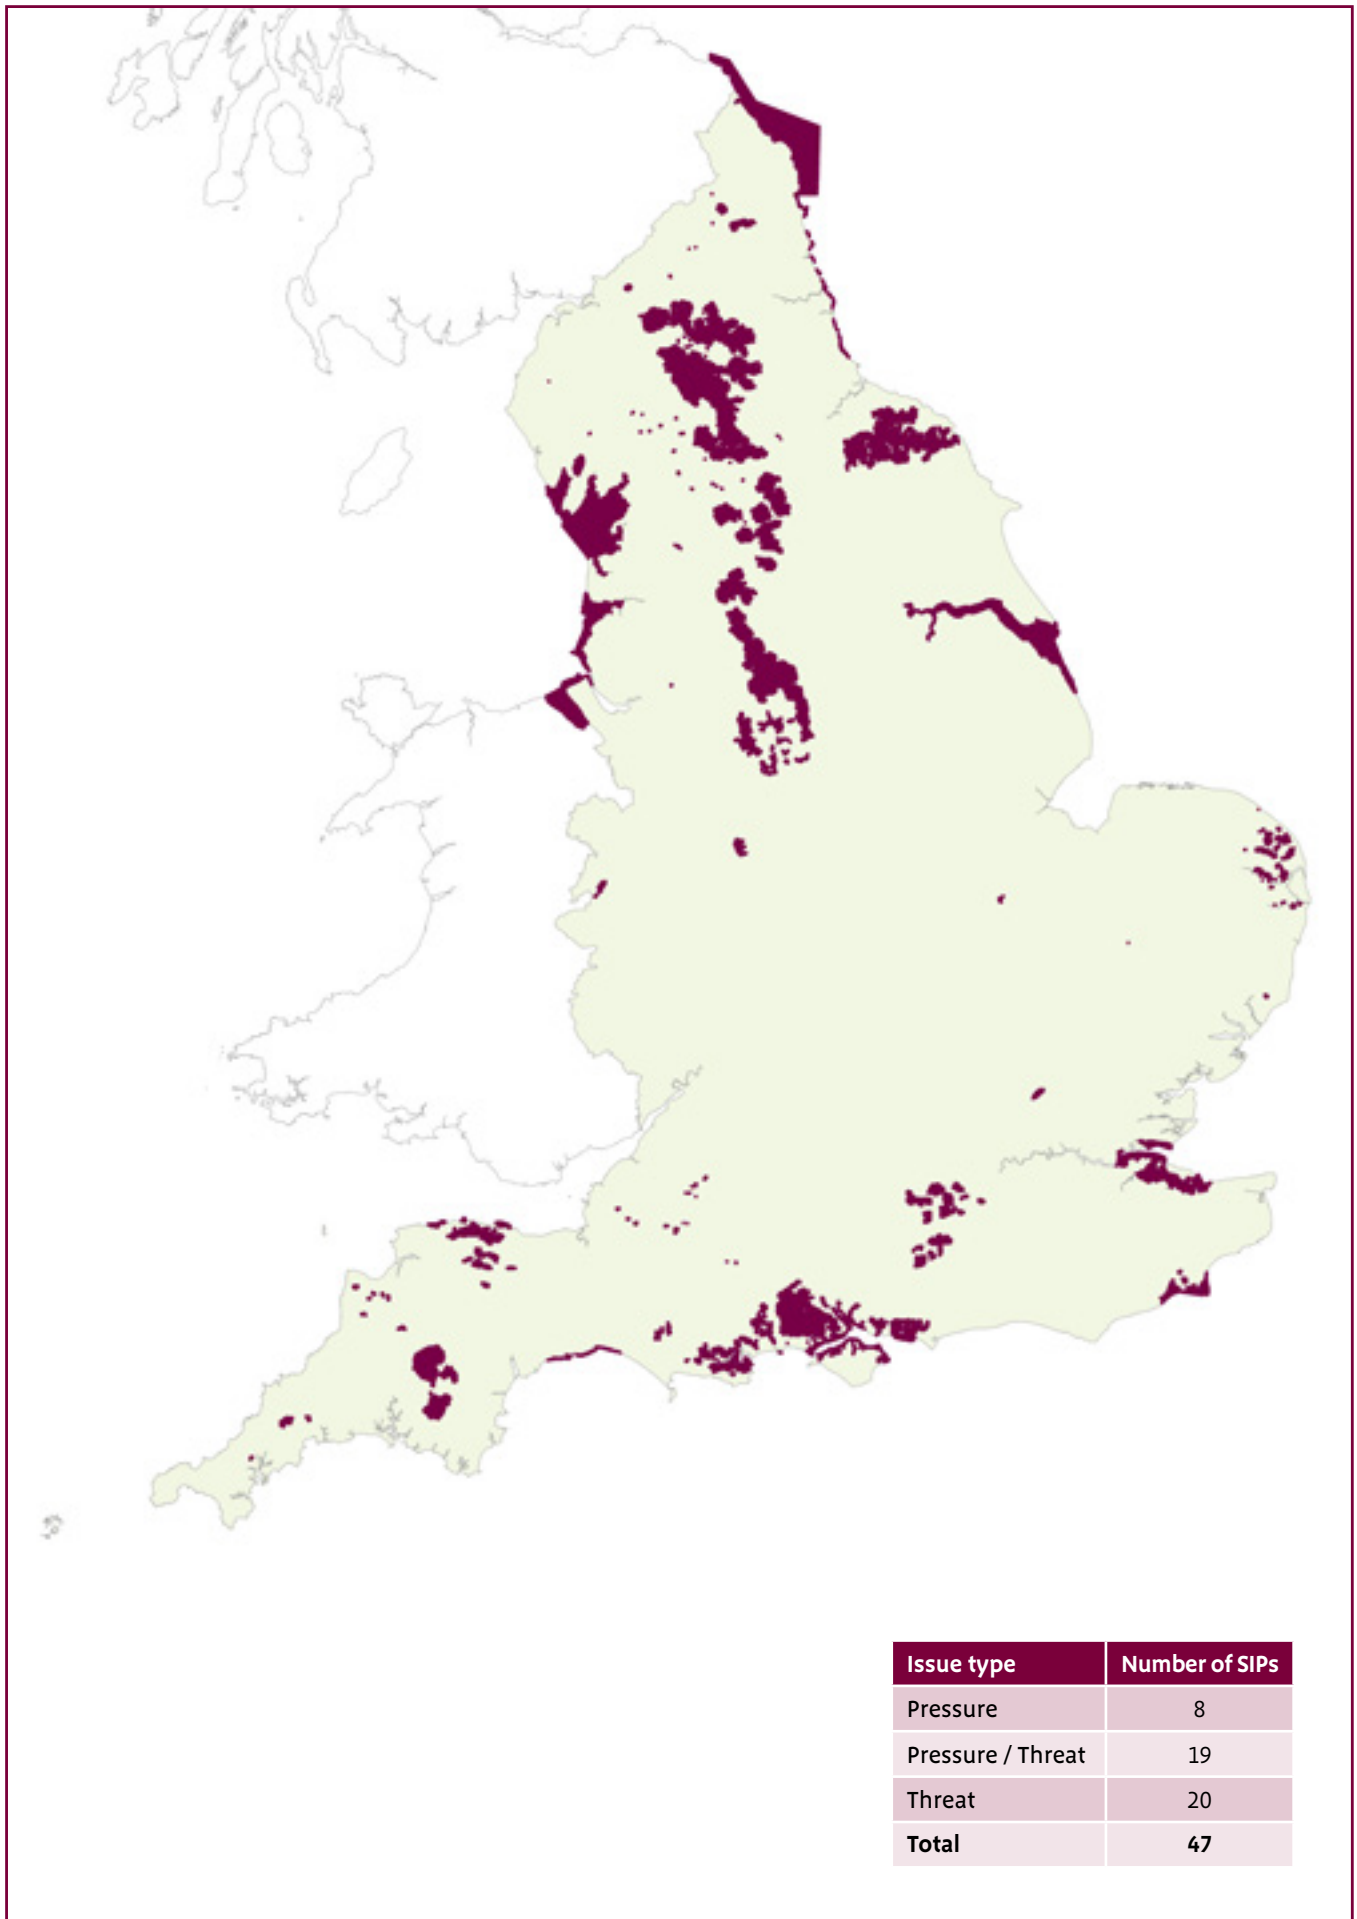 Issue type Number of SIPs
Pressure 8
Pressure / Threat 19
Threat 20
Total 47